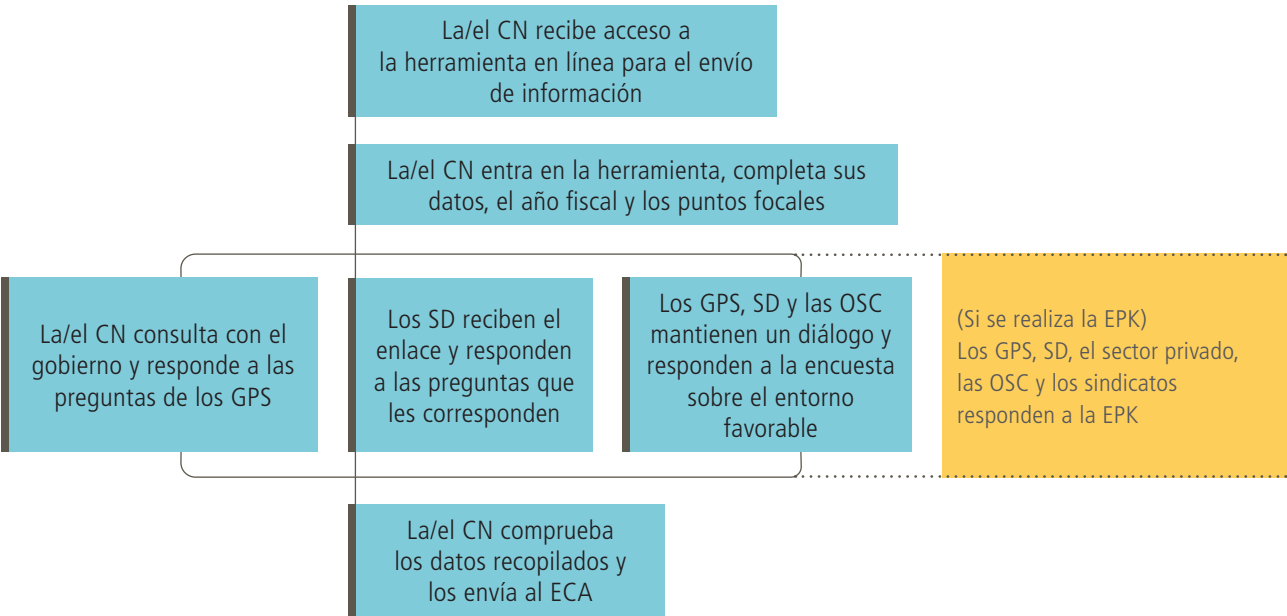 La/el CN recibe acceso a
la herramienta en línea para el envío
de información
La/el CN entra en la herramienta, completa sus
datos, el año fiscal y los puntos focales
La/el CN consulta con el
gobierno y responde a las
preguntas de los GPS
Los SD reciben el
enlace y responden
a las preguntas que
les corresponden
Los GPS, SD y las OSC
mantienen un diálogo y
responden a la encuesta
sobre el entorno
favorable
(Si se realiza la EPK)
Los GPS, SD, el sector privado,
las OSC y los sindicatos
responden a la EPK
La/el CN comprueba
los datos recopilados y
los envía al ECA